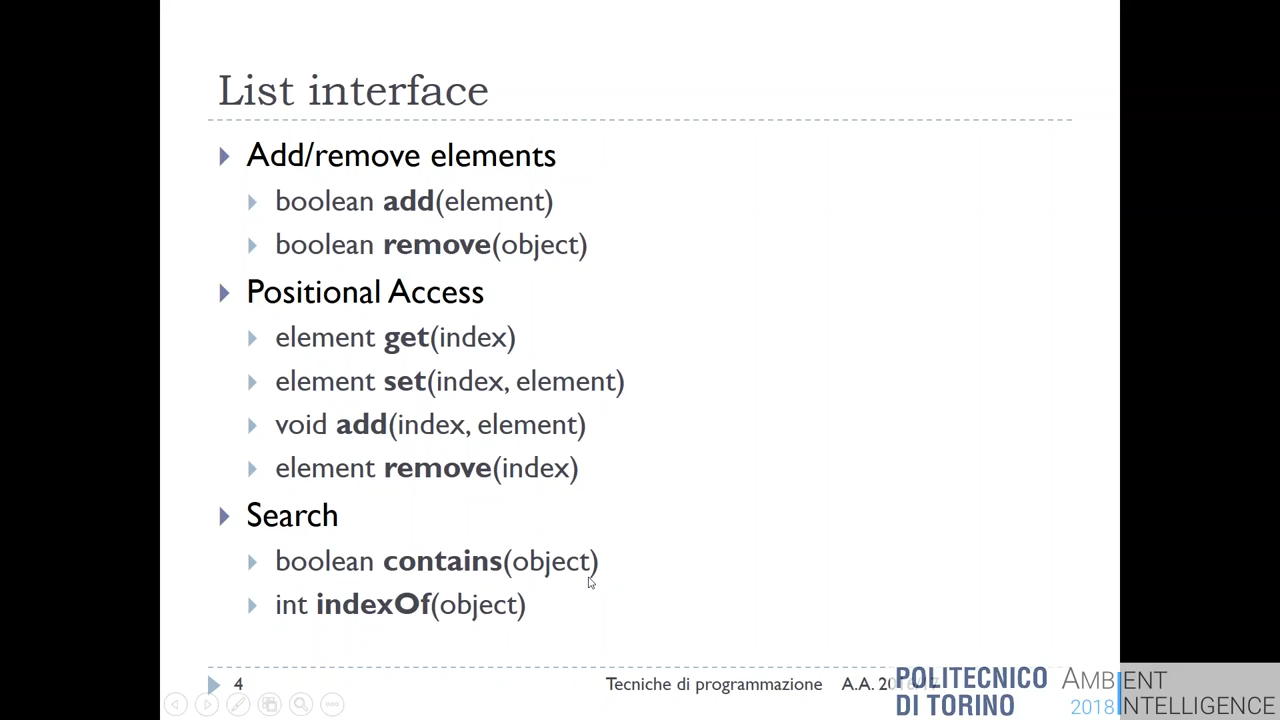 List interface
Add/remove elements
boolean add(element)
boolean remove(object)
Positional Access
element get(index)
element set(index, element)
void add(index, element)
element remove(index)
Search
boolean contains(object)
int indexOf(object)
4
Tecniche di programmazione A.A.
POLITECNICO
DI TORINO
AMBIENT
2018 INTELLIGENCE